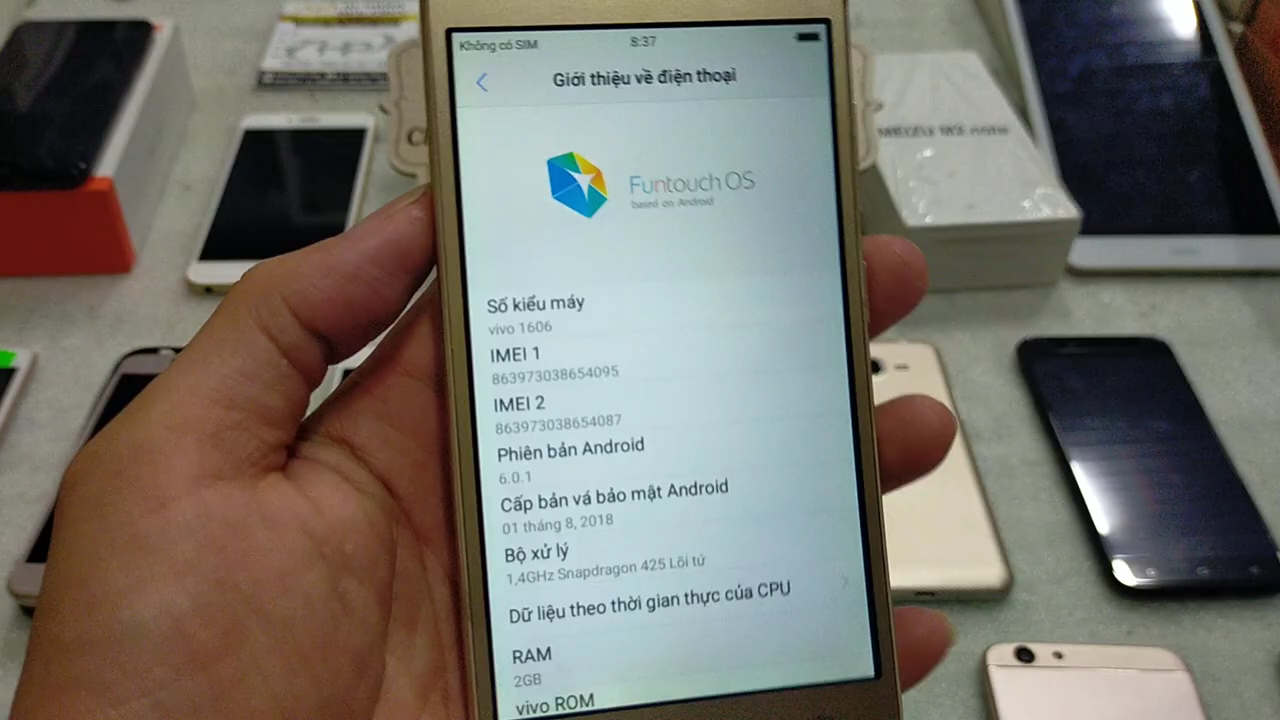 Không có SIM
8:37
Giới thiệu về điện thoại
Funtouch OS
based on Android
Số kiểu máy
vivo 1606
IMEI 1
863973038654095
IMEI 2
863973038654087
Phiên bản Android
6.0.1
Cấp bản vá bảo mật Android
01 tháng 8, 2018
Bộ xử lý
1,4GHz Snapdragon 425 Lõi tứ
Dữ liệu theo thời gian thực của CPU
RAM
2GB
vivo ROM